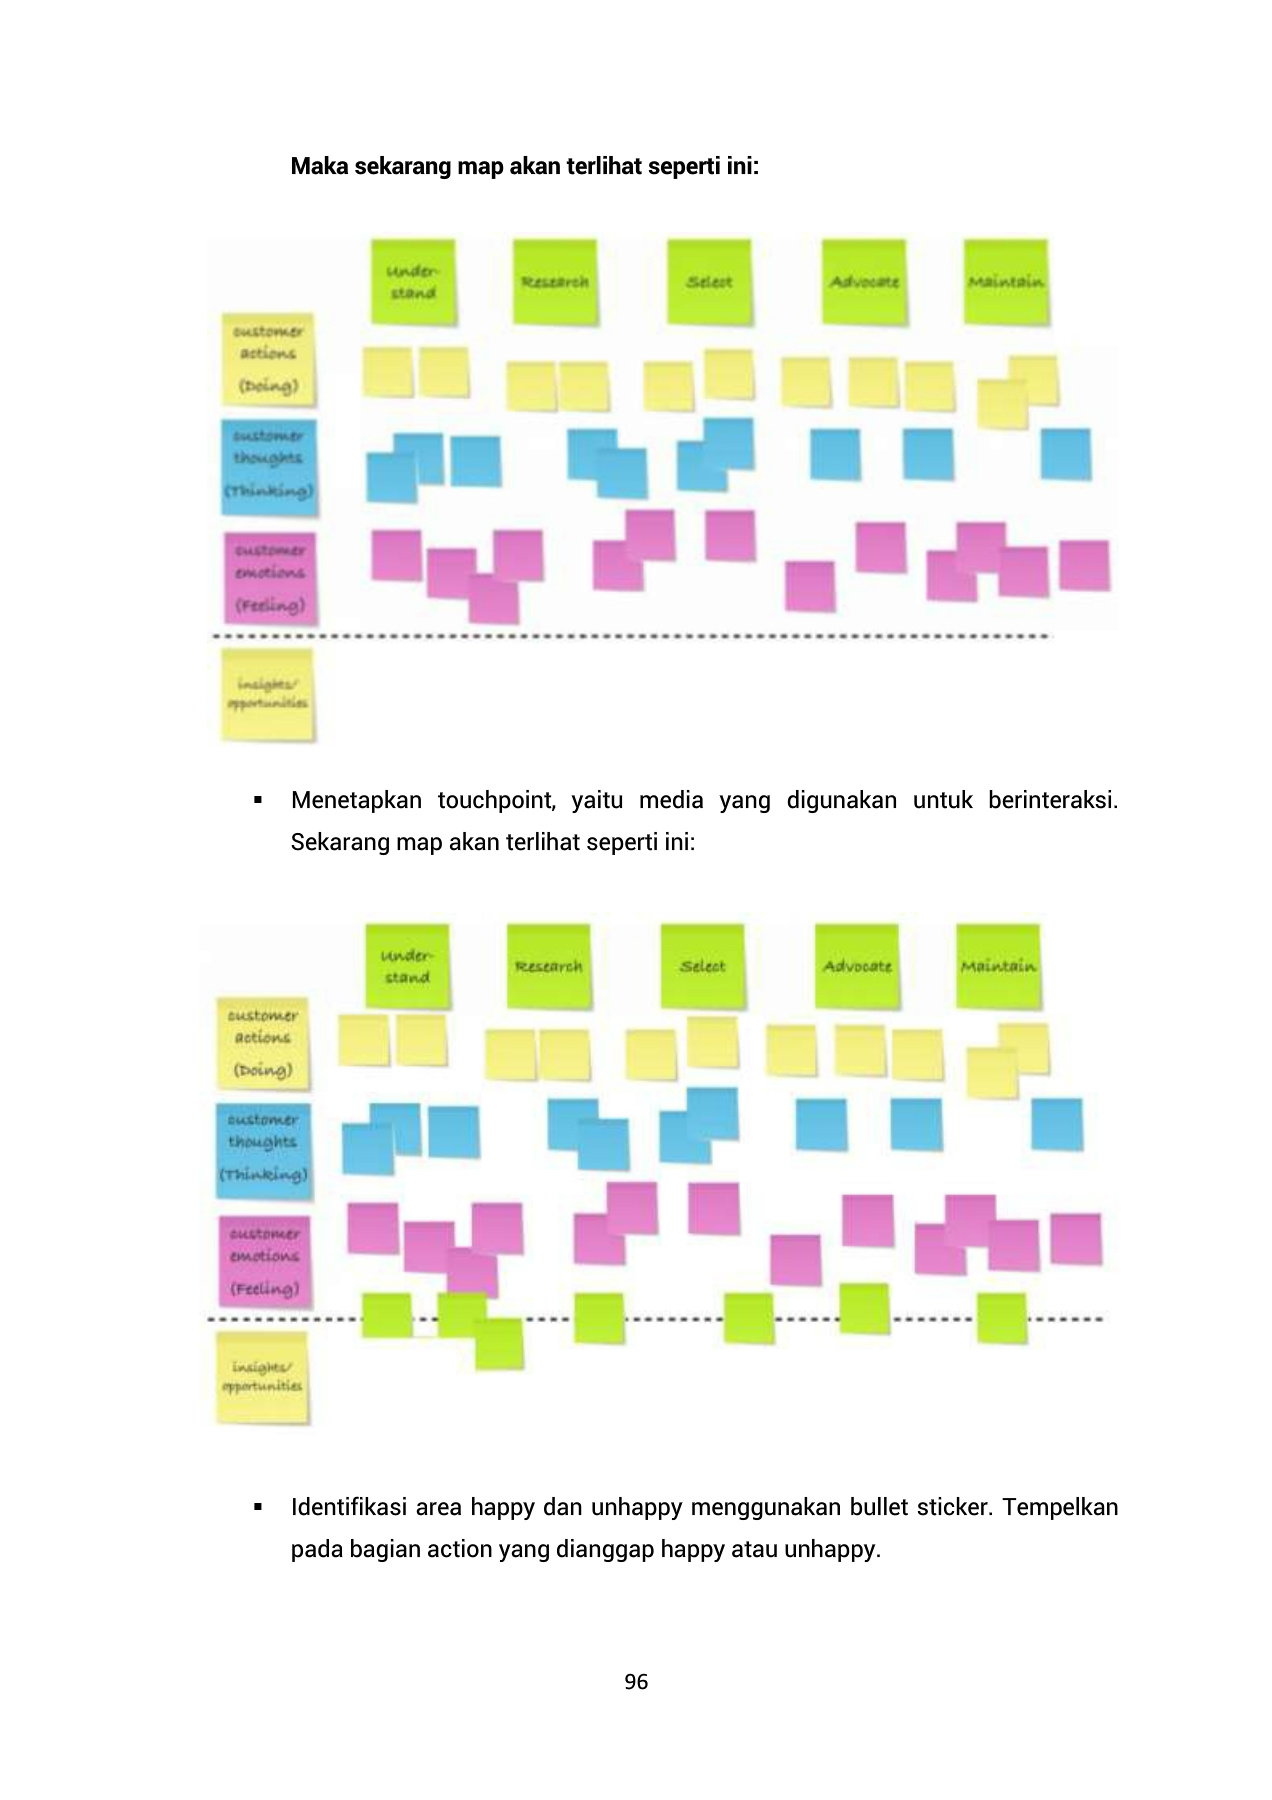 Maka sekarang map akan terlihat seperti ini:
Under-
stand
Research
Select
Advocate
Maintain
customer
actions
(Doing)
customer
thoughts
(Thinking)
customer
emotions
(Feeling)
insights/
opportunities
▪ Menetapkan touchpoint, yaitu media yang digunakan untuk berinteraksi.
Sekarang map akan terlihat seperti ini:
Under-
stand
Research
Select
Advocate
Maintain
customer
actions
(Doing)
customer
thoughts
(Thinking)
customer
emotions
(Feeling)
insights/
opportunities
▪ Identifikasi area happy dan unhappy menggunakan bullet sticker. Tempelkan
pada bagian action yang dianggap happy atau unhappy.
96